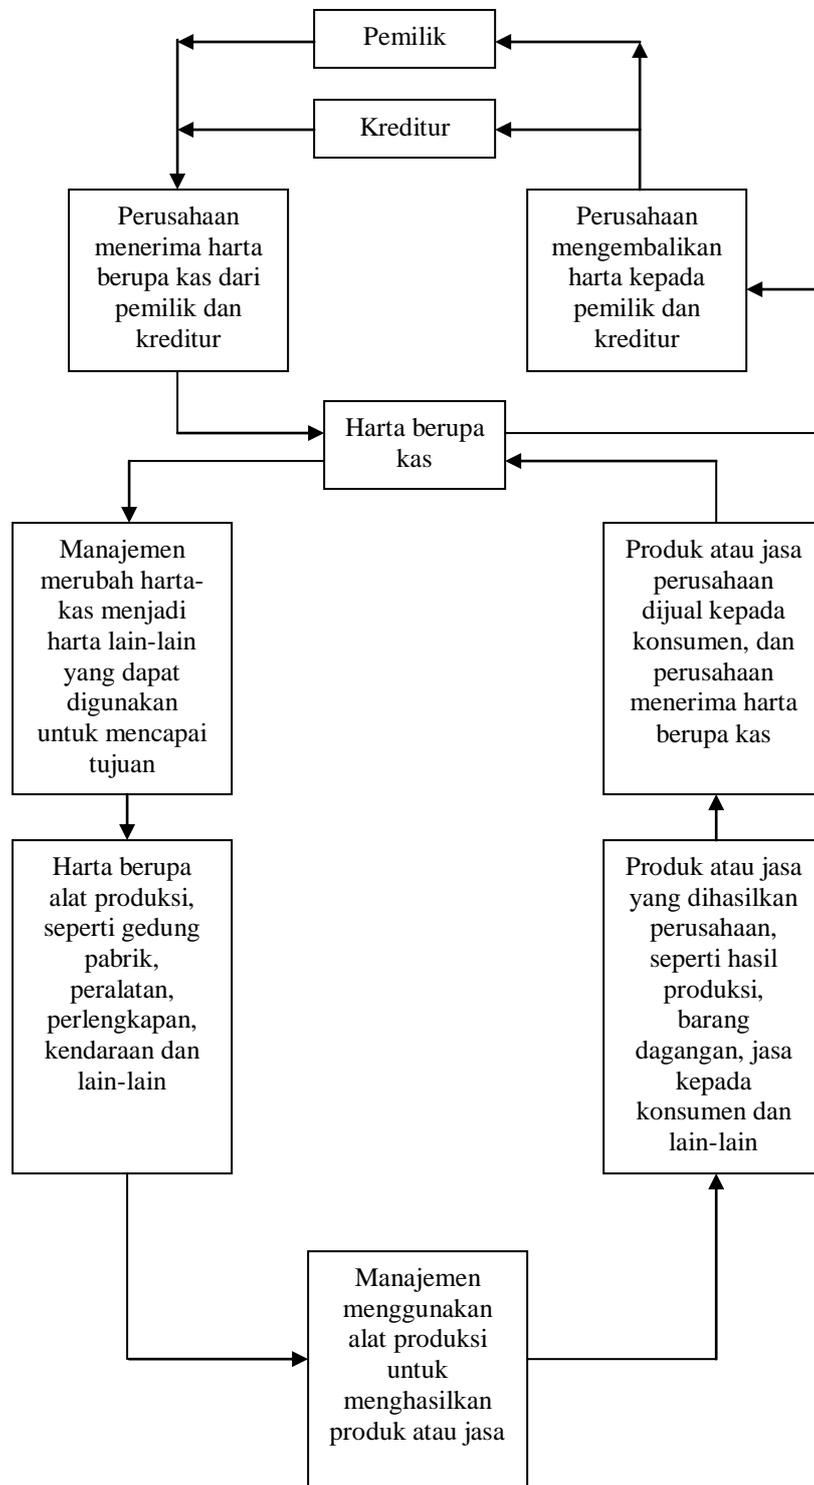 Pemilik
Kreditur
Perusahaan
menerima harta
berupa kas dari
pemilik dan
kreditur
Perusahaan
mengembalikan
harta kepada
pemilik dan
kreditur
Harta berupa
kas
Manajemen
merubah harta-
kas menjadi
harta lain-lain
yang dapat
digunakan
untuk mencapai
tujuan
Produk atau jasa
perusahaan
dijual kepada
konsumen, dan
perusahaan
menerima harta
berupa kas
Harta berupa
alat produksi,
seperti gedung
pabrik,
peralatan,
perlengkapan,
kendaraan dan
lain-lain
Produk atau jasa
yang dihasilkan
perusahaan,
seperti hasil
produksi,
barang
dagangan, jasa
kepada
konsumen dan
lain-lain
Manajemen
menggunakan
alat produksi
untuk
menghasilkan
produk atau jasa